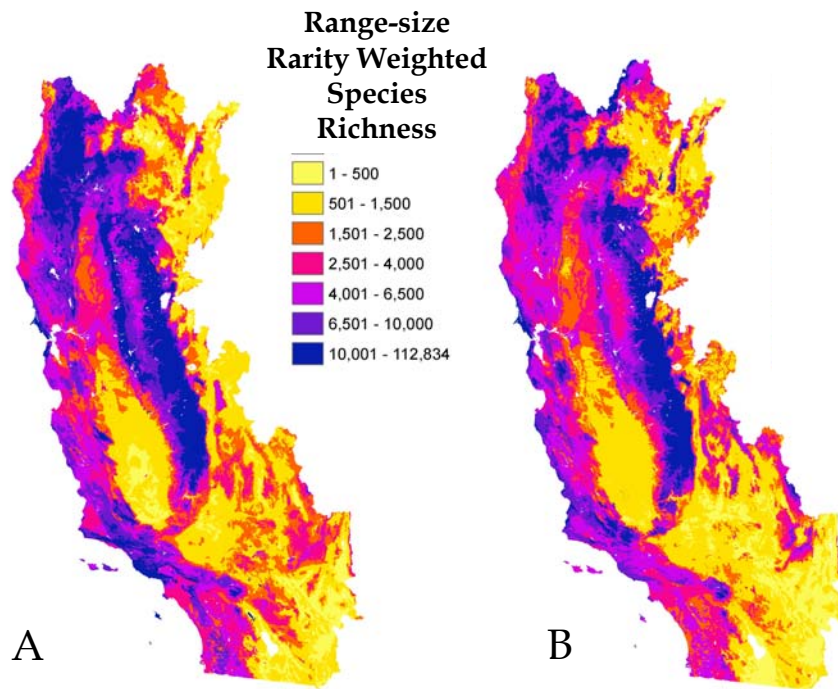 Range-size
Rarity Weighted
Species
Richness
1 - 500
501 - 1,500
1,501 - 2,500
2,501 - 4,000
4,001 - 6,500
6,501 - 10,000
10,001 - 112,834
A
B